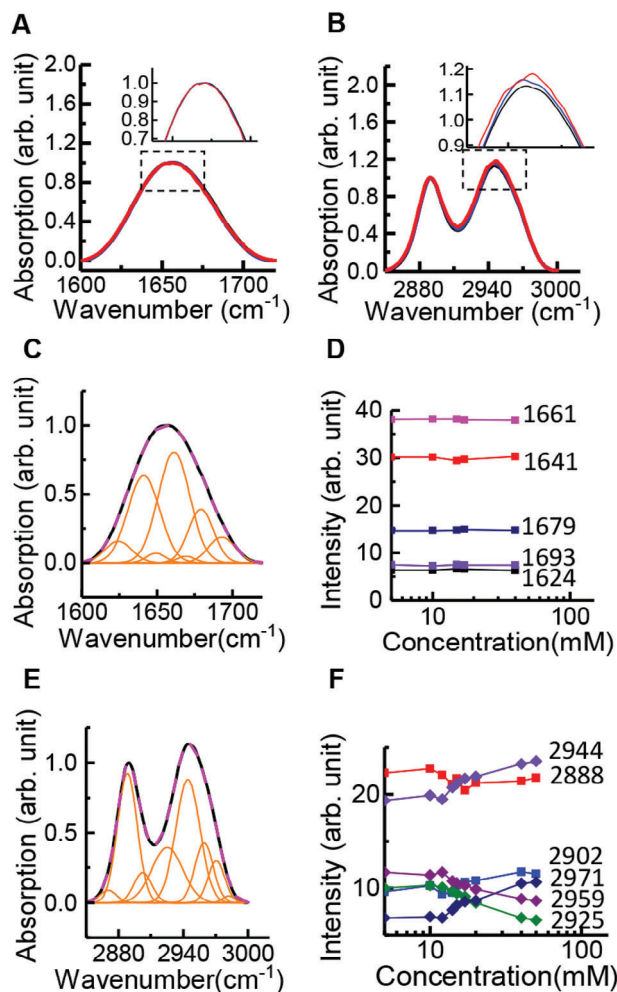 A
Absorption (arb. unit)
2.0
1.6
1.2
0.8
0.4
0.0
1.0
0.9
0.8
0.7
1600 1650 1700
Wavenumber (cm-1)
B
Absorption (arb. unit)
2.0
1.6
1.2
0.8
0.4
0.0
1.2
1.1
1.0
0.9
2880 2940 3000
Wavenumber (cm-1)
C
Absorption (arb. unit)
1.0
0.5
0.0
1600 1650 1700
Wavenumber(cm-1)
D
Intensity (arb. unit)
40
30
20
10
0
1661
1641
1679
1693
1624
10 100
Concentration(mM)
E
Absorption (arb. unit)
1.0
0.5
0.0
2880 2940 3000
Wavenumber(cm-1)
F
Intensity (arb. unit)
20
10
2944
2888
2902
2971
2959
2925
10 100
Concentration(mM)